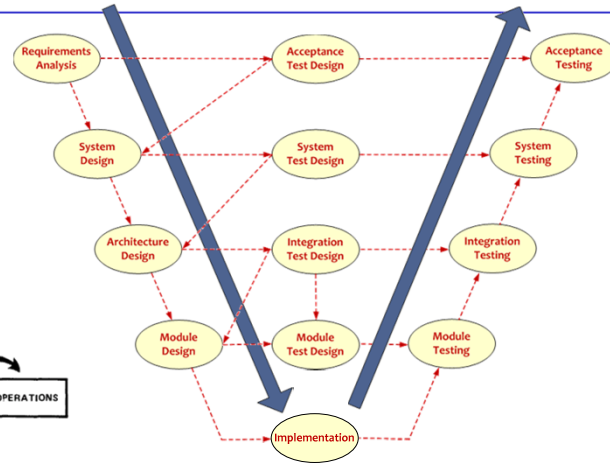 Requirements
Analysis
Acceptance
Test Design
Acceptance
Testing
System
Design
System
Test Design
System
Testing
Architecture
Design
Integration
Test Design
Integration
Testing
Module
Design
Module
Test Design
Module
Testing
OPERATIONS
Implementation